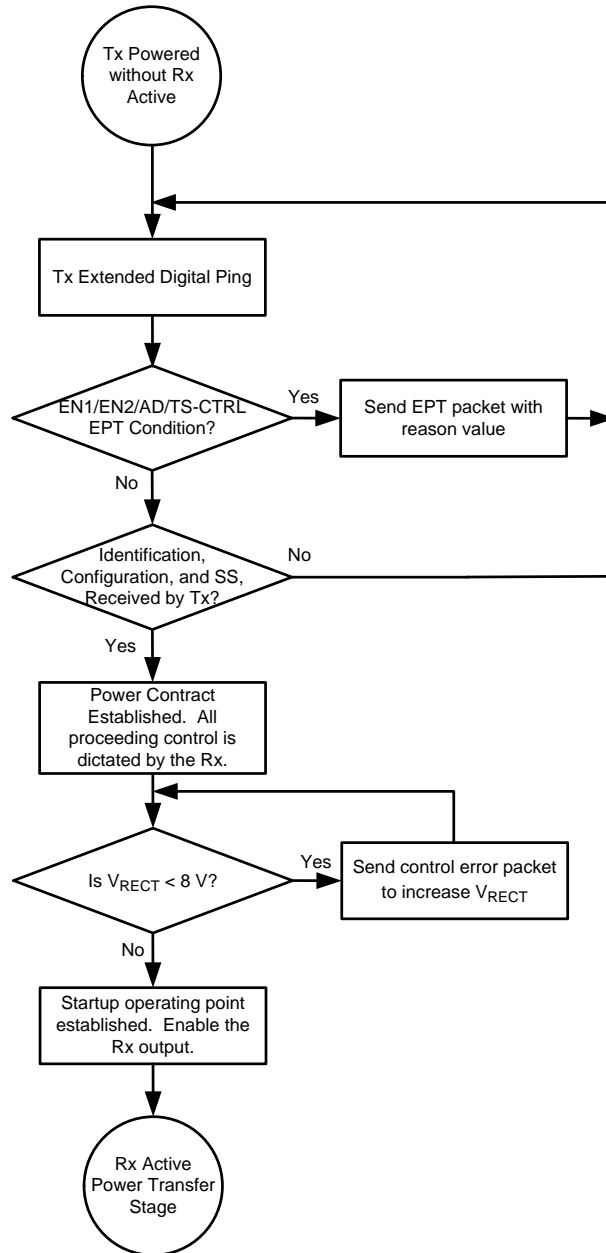 Tx Powered
without Rx
Active
Tx Extended Digital Ping
EN1/EN2/AD/TS-CTRL
EPT Condition?
Yes
Send EPT packet with
reason value
No
Identification,
Configuration, and SS,
Received by Tx?
No
Yes
Power Contract
Established. All
proceeding control is
dictated by the Rx.
Is VRECT < 8 V?
Yes
Send control error packet
to increase VRECT
No
Startup operating point
established. Enable the
Rx output.
Rx Active
Power Transfer
Stage